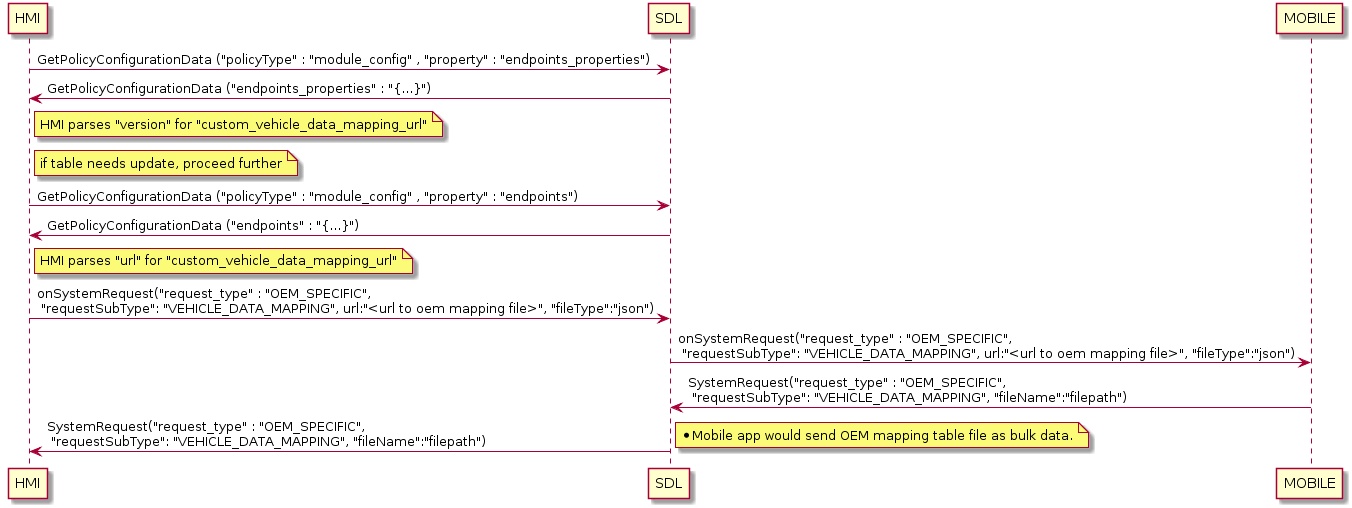 HMI
SDL
MOBILE
GetPolicyConfigurationData ("policyType" : "module_config" , "property" : "endpoints_properties")
GetPolicyConfigurationData ("endpoints_properties" : "{...}")
HMI parses "version" for "custom_vehicle_data_mapping_url"
if table needs update, proceed further
GetPolicyConfigurationData ("policyType" : "module_config" , "property" : "endpoints")
GetPolicyConfigurationData ("endpoints" : "{...}")
HMI parses "url" for "custom_vehicle_data_mapping_url"
onSystemRequest("request_type" : "OEM_SPECIFIC",
"requestSubType": "VEHICLE_DATA_MAPPING", url:"<url to oem mapping file>", "fileType":"json")
onSystemRequest("request_type" : "OEM_SPECIFIC",
"requestSubType": "VEHICLE_DATA_MAPPING", url:"<url to oem mapping file>", "fileType":"json")
SystemRequest("request_type" : "OEM_SPECIFIC",
"requestSubType": "VEHICLE_DATA_MAPPING", "fileName":"filepath")
SystemRequest("request_type" : "OEM_SPECIFIC",
"requestSubType": "VEHICLE_DATA_MAPPING", "fileName":"filepath")
• Mobile app would send OEM mapping table file as bulk data.
HMI
SDL
MOBILE